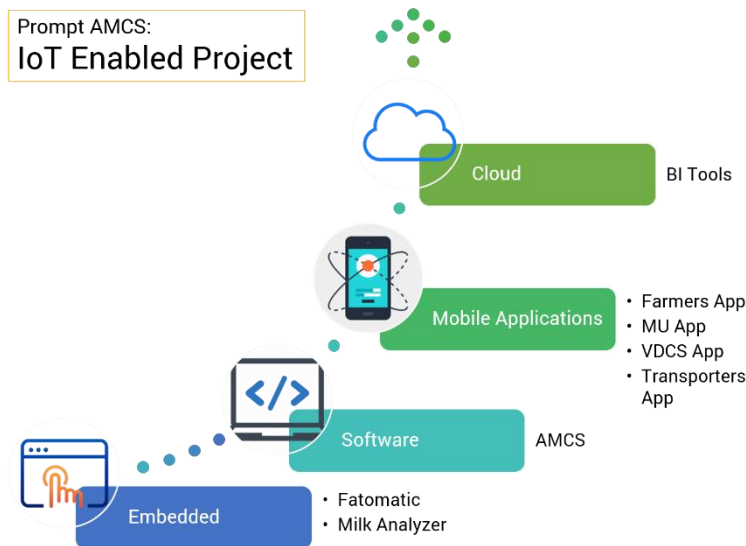 Prompt AMCS:
IoT Enabled Project
Cloud
BI Tools
Mobile Applications
• Farmers App
• MU App
• VDCS App
• Transporters
App
</>
Software
AMCS
Embedded
• Fatomatic
• Milk Analyzer